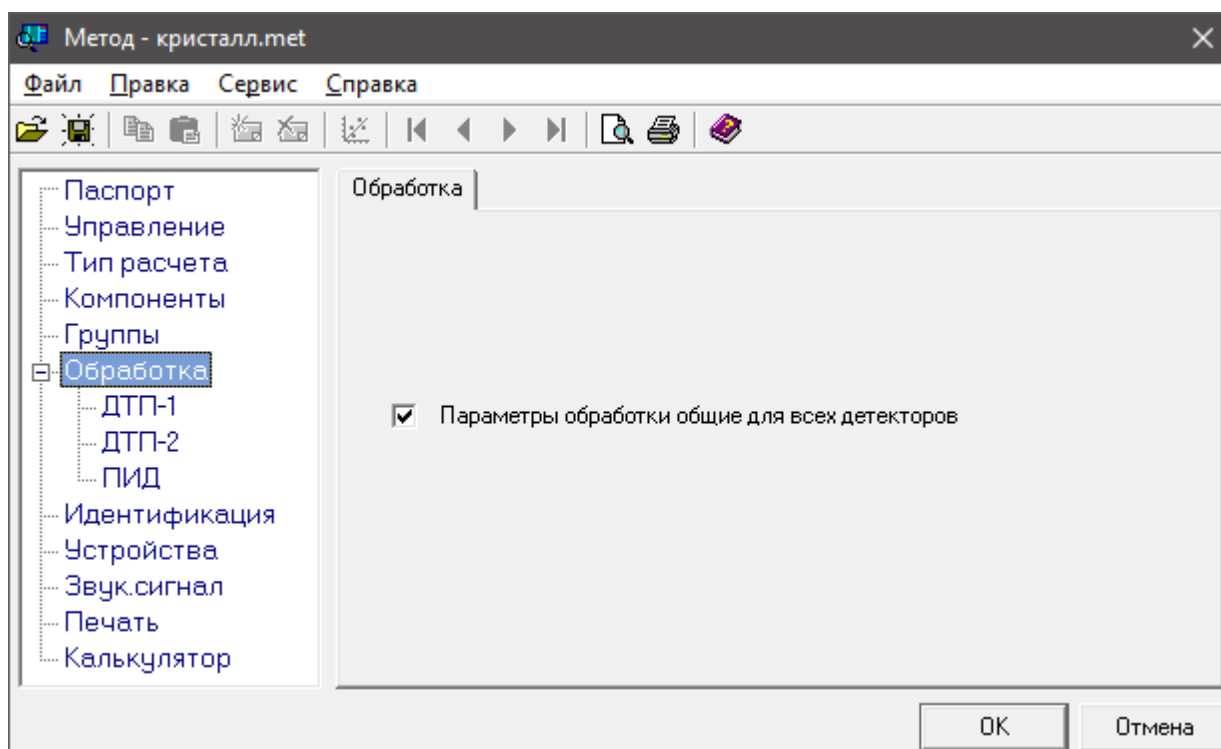 Метод - кристалл.met
Файл Правка Сервис Справка
Паспорт
Управление
Тип расчета
Компоненты
Группы
Обработка
ДТП-1
ДТП-2
ПИД
Идентификация
Устройства
Звук.сигнал
Печать
Калькулятор
Обработка
Параметры обработки общие для всех детекторов
OK Отмена